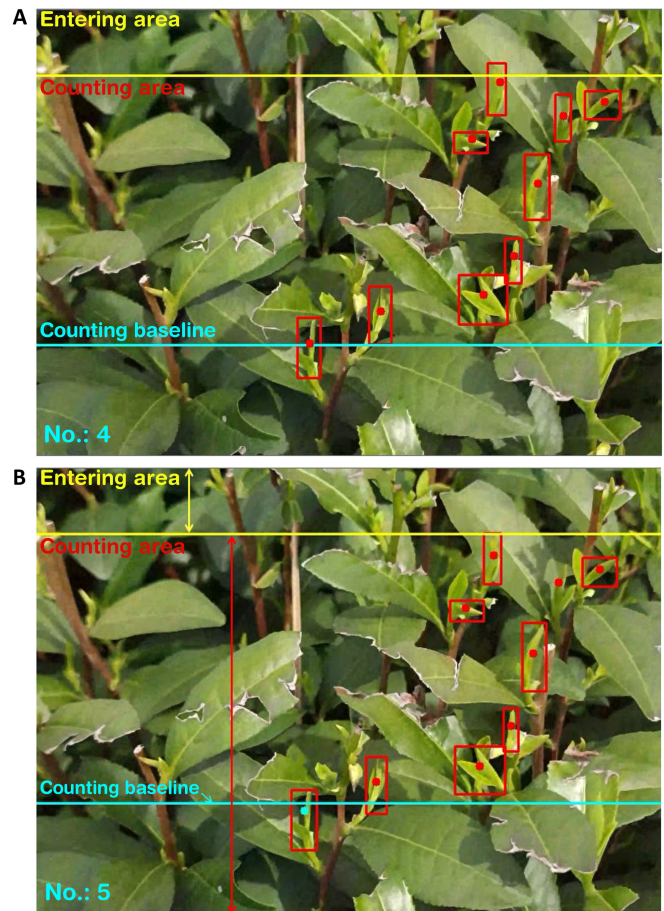 A
Entering area
Counting area
Counting baseline
No.: 4
B
Entering area
Counting area
Counting baseline
No.: 5